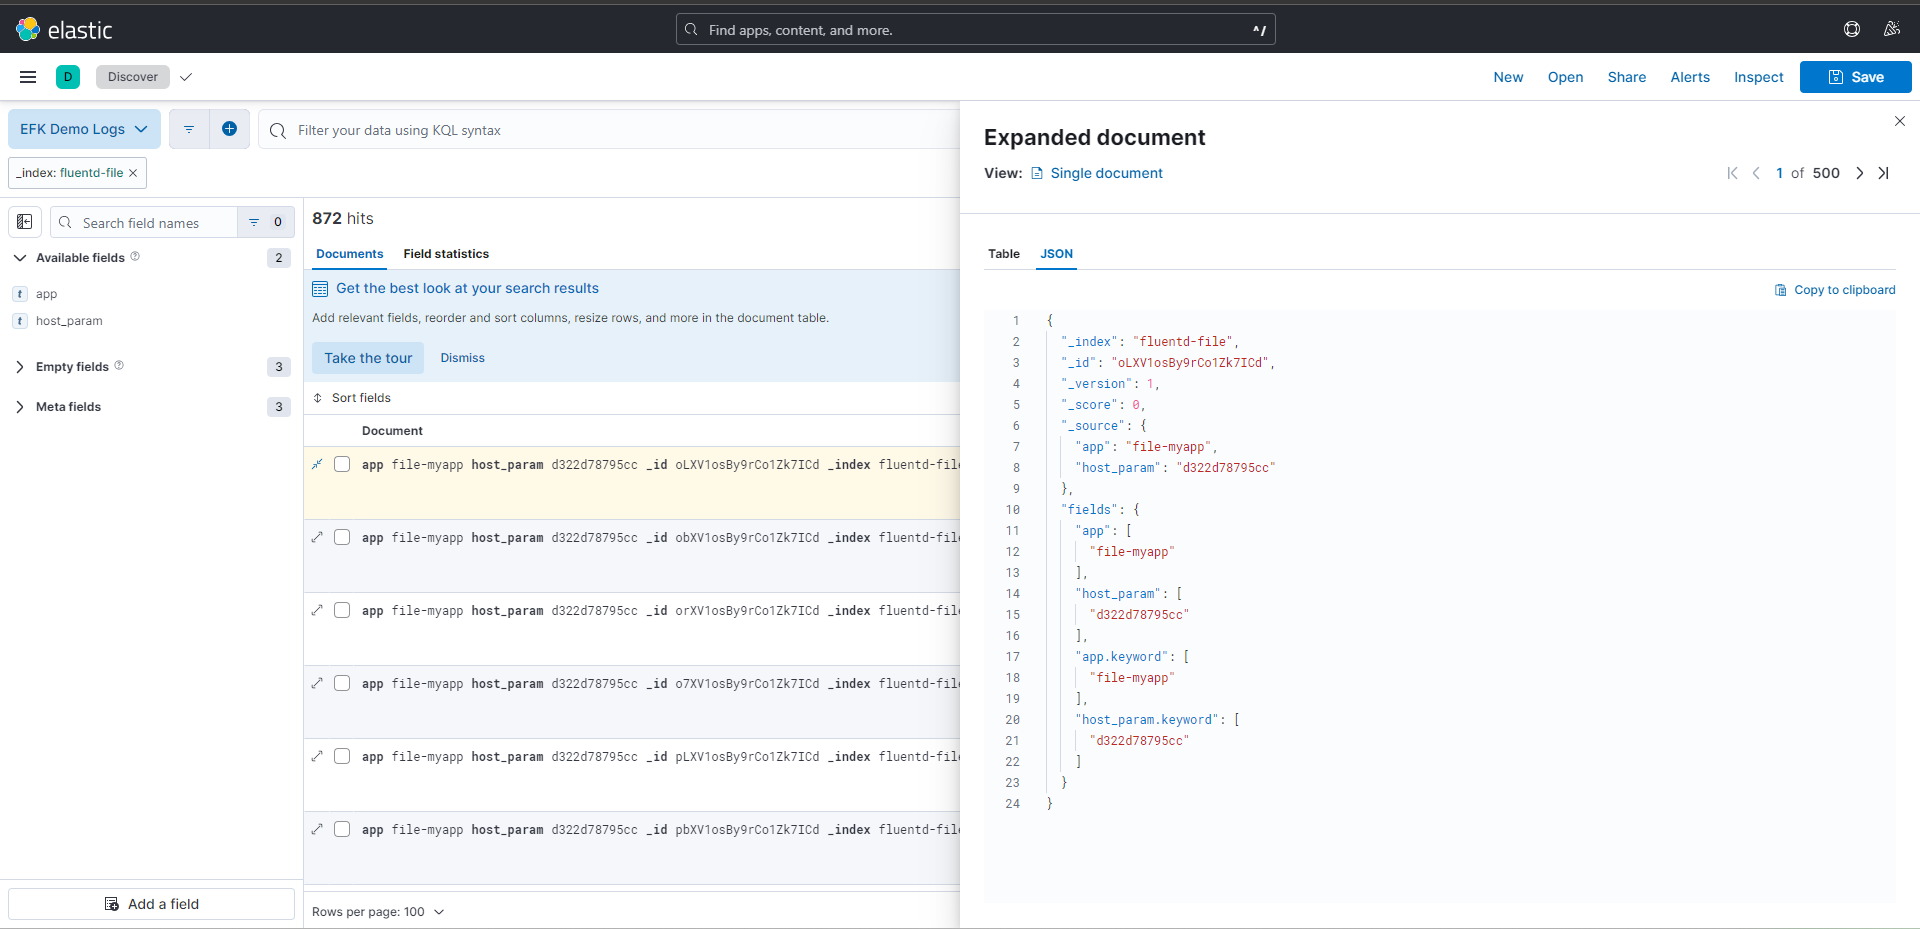 elastic
Find apps, content, and more.
^/
D
Discover
New
Open
Share
Alerts
Inspect
Save
EFK Demo Logs
Filter your data using KQL syntax
_index: fluentd-file
Search field names
0
Available fields
2
t app
t host_param
Empty fields
3
Meta fields
3
Add a field
872 hits
Documents
Field statistics
Get the best look at your search results
Add relevant fields, reorder and sort columns, resize rows, and more in the document table.
Take the tour
Dismiss
Sort fields
Document
app file-myapp host_param d322d78795cc _id oLXV1osBy9rCo1Zk7ICd _index fluentd-file
app file-myapp host_param d322d78795cc _id obXV1osBy9rCo1Zk7ICd _index fluentd-file
app file-myapp host_param d322d78795cc _id orXV1osBy9rCo1Zk7ICd _index fluentd-file
app file-myapp host_param d322d78795cc _id o7XV1osBy9rCo1Zk7ICd _index fluentd-file
app file-myapp host_param d322d78795cc _id pLXV1osBy9rCo1Zk7ICd _index fluentd-file
app file-myapp host_param d322d78795cc _id pbXV1osBy9rCo1Zk7ICd _index fluentd-file
Rows per page: 100
Expanded document
View: Single document
1 of 500
Table
JSON
Copy to clipboard
1 {
2 "_index": "fluentd-file",
3 "_id": "oLXV1osBy9rCo1Zk7ICd",
4 "_version": 1,
5 "_score": 0,
6 "_source": {
7 "app": "file-myapp",
8 "host_param": "d322d78795cc"
9 },
10 "fields": {
11 "app": [
12 "file-myapp"
13 ],
14 "host_param": [
15 "d322d78795cc"
16 ],
17 "app.keyword": [
18 "file-myapp"
19 ],
20 "host_param.keyword": [
21 "d322d78795cc"
22 ]
23 }
24 }